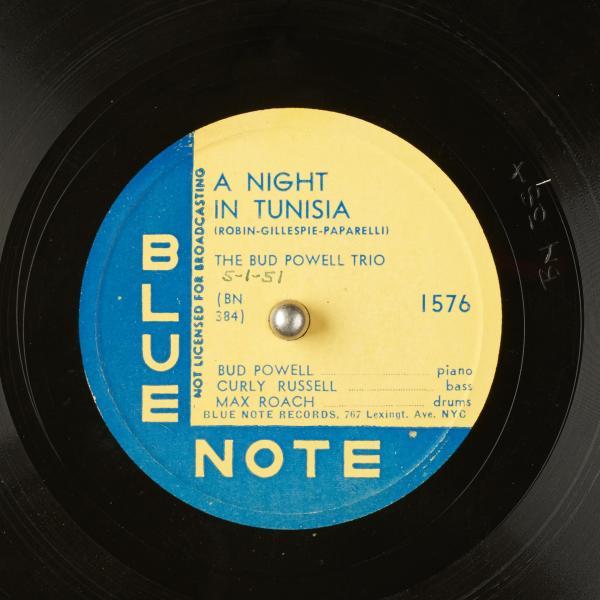 A NIGHT
IN TUNISIA
(ROBIN-GILLESPIE-PAPARELLI)
THE BUD POWELL TRIO
5-1-51
(BN
384)
1576
BUD POWELL piano
CURLY RUSSELL bass
MAX ROACH drums
BLUE NOTE RECORDS, 767 Lexingt. Ave. NYC
NOT LICENSED FOR BROADCASTING
BLUE
NOTE
BN